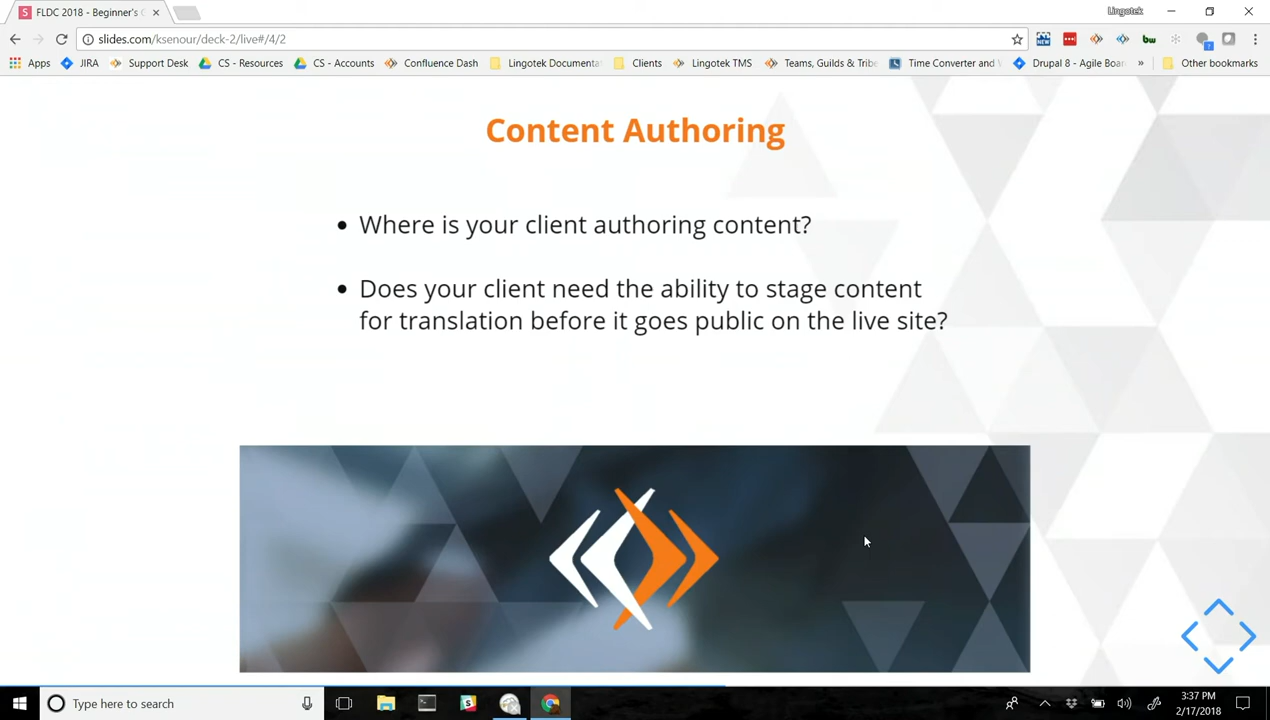 FLDC 2018 - Beginner's
Lingotek
slides.com/ksenour/deck-2/live#/4/2
NEW
bw
Apps
JIRA
Support Desk
CS - Resources
CS - Accounts
Confluence Dash
Lingotek Documenta
Clients
Lingotek TMS
Teams, Guilds & Tribe
Time Converter and
Drupal 8 - Agile Boar
»
Other bookmarks
Content Authoring
• Where is your client authoring content?
• Does your client need the ability to stage content
for translation before it goes public on the live site?
Type here to search
3:37 PM
2/17/2018